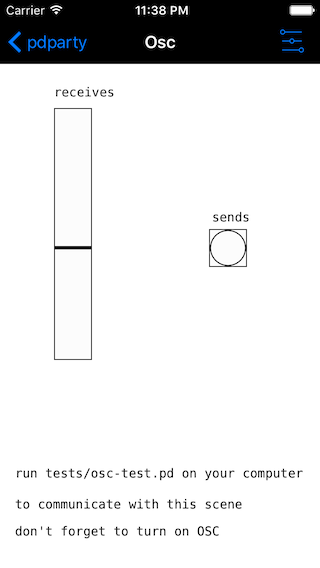 Carrier 11:38 PM
pdparty Osc
receives
sends
run tests/osc-test.pd on your computer
to communicate with this scene
don't forget to turn on OSC